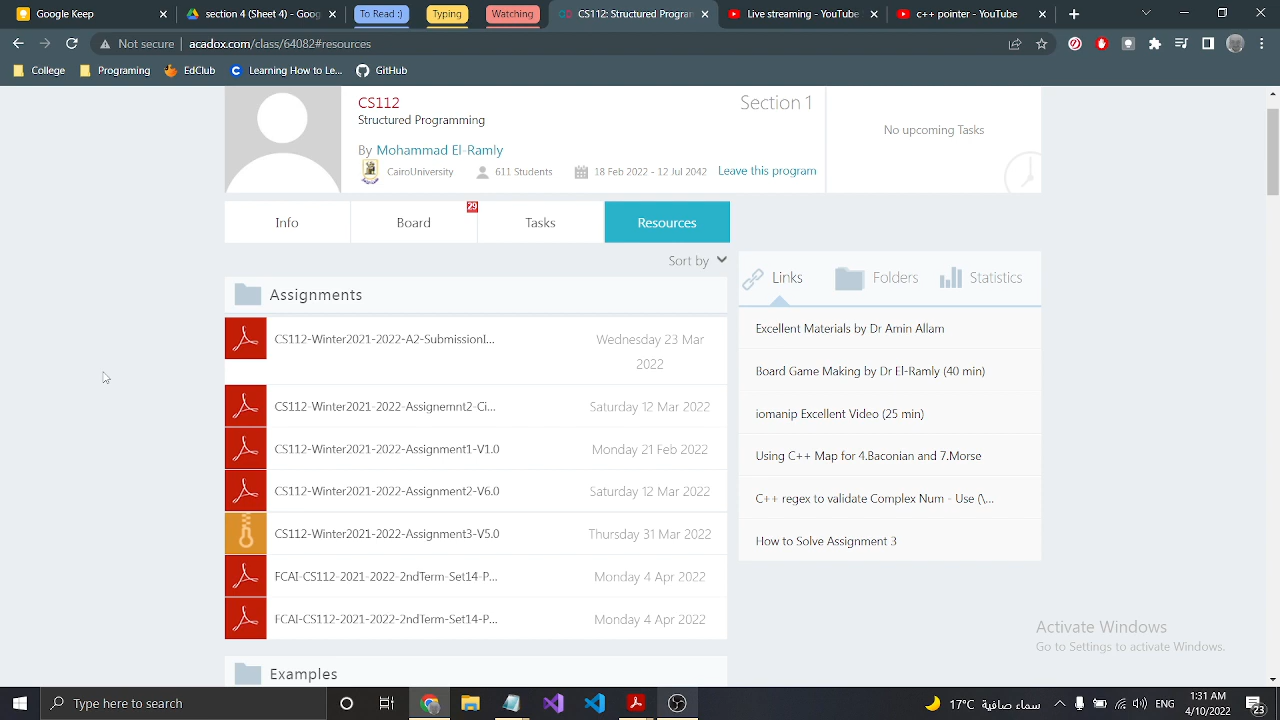 Google Keep
section 4 (Session 4) - Goo
To Read :)
Typing
Watching
CS112: Structured Program
Live streaming - YouTube Studio
Live streaming - YouTube Studio
Not secure
acadox.com/class/64082#resources
College
Programming
EdClub
Learning How to Le...
GitHub
CS112
Structured Programming
By Mohammad El-Ramly
CairoUniversity
611 Students
18 Feb 2022 - 12 Jul 2042
Leave this program
Section 1
No upcoming Tasks
Info
Board
29
Tasks
Resources
Sort by
Assignments
CS112-Winter2021-2022-A2-SubmissionI...
Wednesday 23 Mar
2022
CS112-Winter2021-2022-Assignemnt2-Ci...
Saturday 12 Mar 2022
CS112-Winter2021-2022-Assignment1-V1.0
Monday 21 Feb 2022
CS112-Winter2021-2022-Assignment2-V6.0
Saturday 12 Mar 2022
CS112-Winter2021-2022-Assignment3-V5.0
Thursday 31 Mar 2022
FCAI-CS112-2021-2022-2ndTerm-Set14-P...
Monday 4 Apr 2022
FCAI-CS112-2021-2022-2ndTerm-Set14-P...
Monday 4 Apr 2022
Examples
Links
Folders
Statistics
Excellent Materials by Dr Amin Allam
Board Game Making by Dr El-Ramly (40 min)
iomanip Excellent Video (25 min)
Using C++ Map for 4.Baconian and 7.Morse
C++ regex to validate Complex Num - Use (\...
How to Solve Assignment 3
Activate Windows
Go to Settings to activate Windows.
Type here to search
17°C
ENG
1:31 AM
4/10/2022